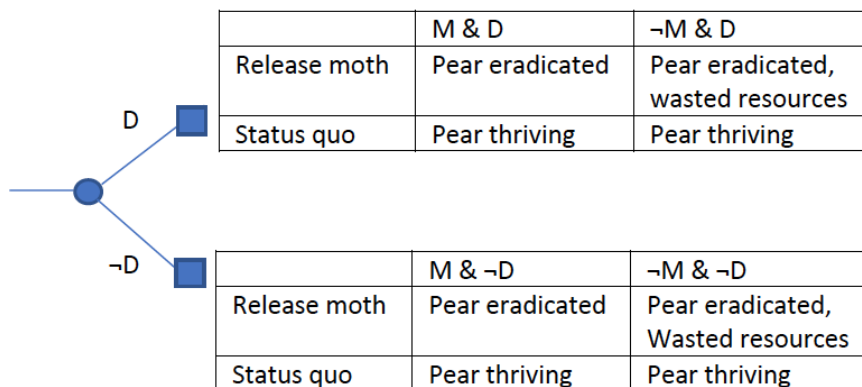 M & D ¬M & D
Release moth Pear eradicated Pear eradicated,
wasted resources
D
Status quo Pear thriving Pear thriving
¬D
M & ¬D ¬M & ¬D
Release moth Pear eradicated Pear eradicated,
Wasted resources
Status quo Pear thriving Pear thriving